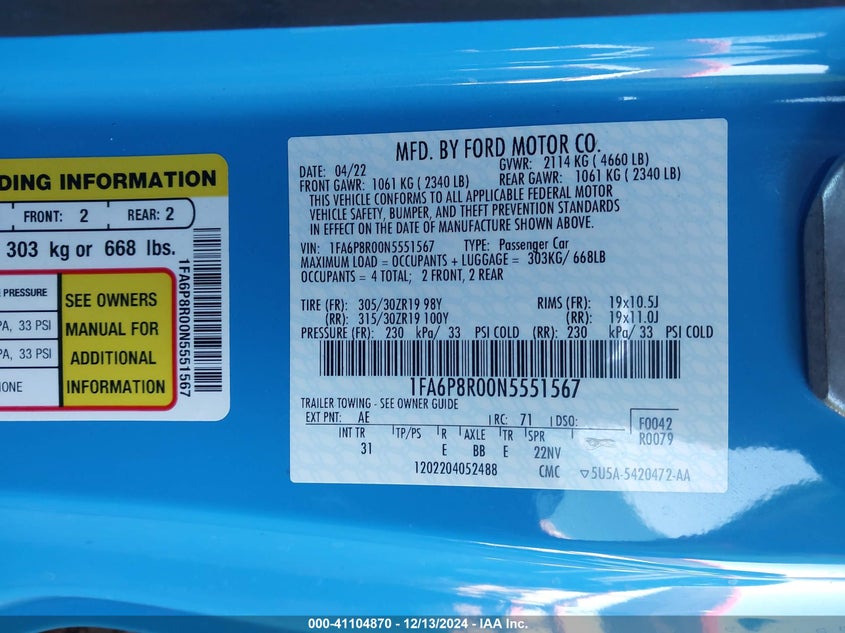 DING INFORMATION
FRONT: 2 REAR: 2
303 kg or 668 lbs.
PRESSURE
PA, 33 PSI
PA, 33 PSI
SEE OWNERS
MANUAL FOR
ADDITIONAL
INFORMATION
1FA6P8R00N5551567
MFD. BY FORD MOTOR CO.
DATE: 04/22 GVWR: 2114 KG ( 4660 LB)
FRONT GAWR: 1061 KG ( 2340 LB) REAR GAWR: 1061 KG ( 2340 LB)
THIS VEHICLE CONFORMS TO ALL APPLICABLE FEDERAL MOTOR
VEHICLE SAFETY, BUMPER, AND THEFT PREVENTION STANDARDS
IN EFFECT ON THE DATE OF MANUFACTURE SHOWN ABOVE.
VIN: 1FA6P8R00N5551567 TYPE: Passenger Car
MAXIMUM LOAD = OCCUPANTS + LUGGAGE = 303KG/ 668LB
OCCUPANTS = 4 TOTAL; 2 FRONT, 2 REAR
TIRE (FR): 305/30ZR19 98Y RIMS (FR): 19x10.5J
(RR): 315/30ZR19 100Y (RR): 19x11.0J
PRESSURE (FR): 230 kPa/ 33 PSI COLD (RR): 230 kPa/ 33 PSI COLD
1FA6P8R00N5551567
TRAILER TOWING - SEE OWNER GUIDE
EXT PNT: AE RC: 71 DSO: F0042
R0079
INT TR TP/PS R AXLE TR SPR
31 E BB E 22NV
1202204052488 CMC ▽5U5A-5420472-AA
000-41104870 - 12/13/2024 - IAA Inc.